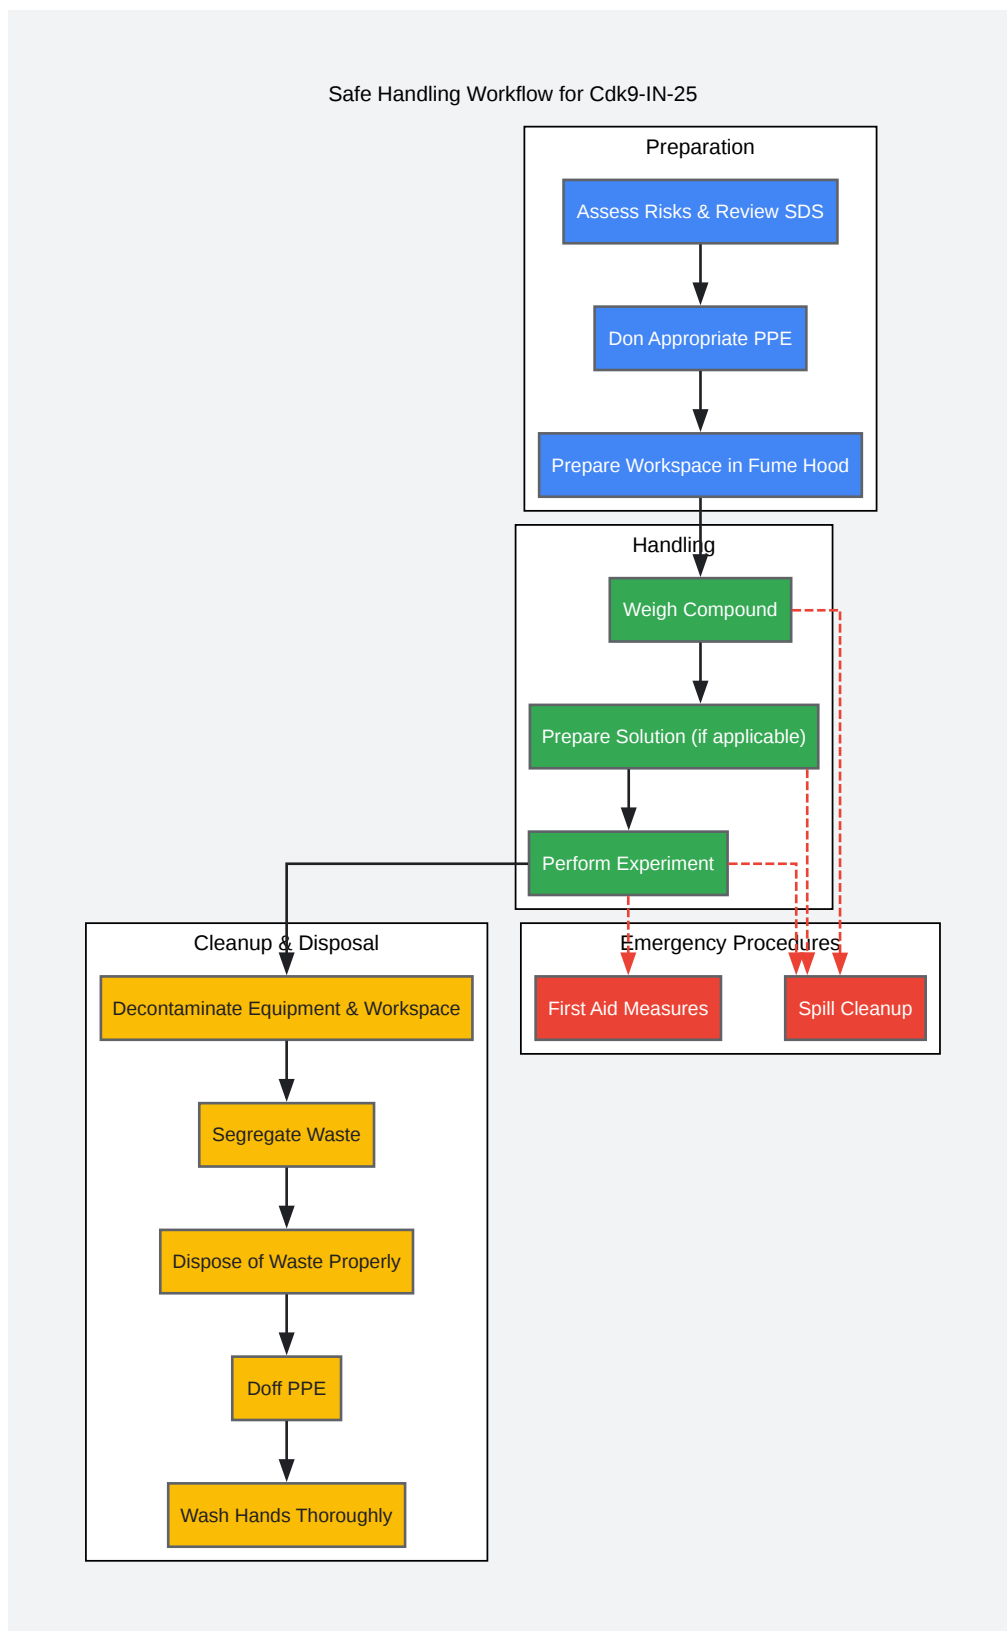 Safe Handling Workflow for Cdk9-IN-25
Preparation
Assess Risks & Review SDS
Don Appropriate PPE
Prepare Workspace in Fume Hood
Handling
Weigh Compound
Prepare Solution (if applicable)
Perform Experiment
Cleanup & Disposal
Decontaminate Equipment & Workspace
Segregate Waste
Dispose of Waste Properly
Doff PPE
Wash Hands Thoroughly
Emergency Procedures
First Aid Measures
Spill Cleanup